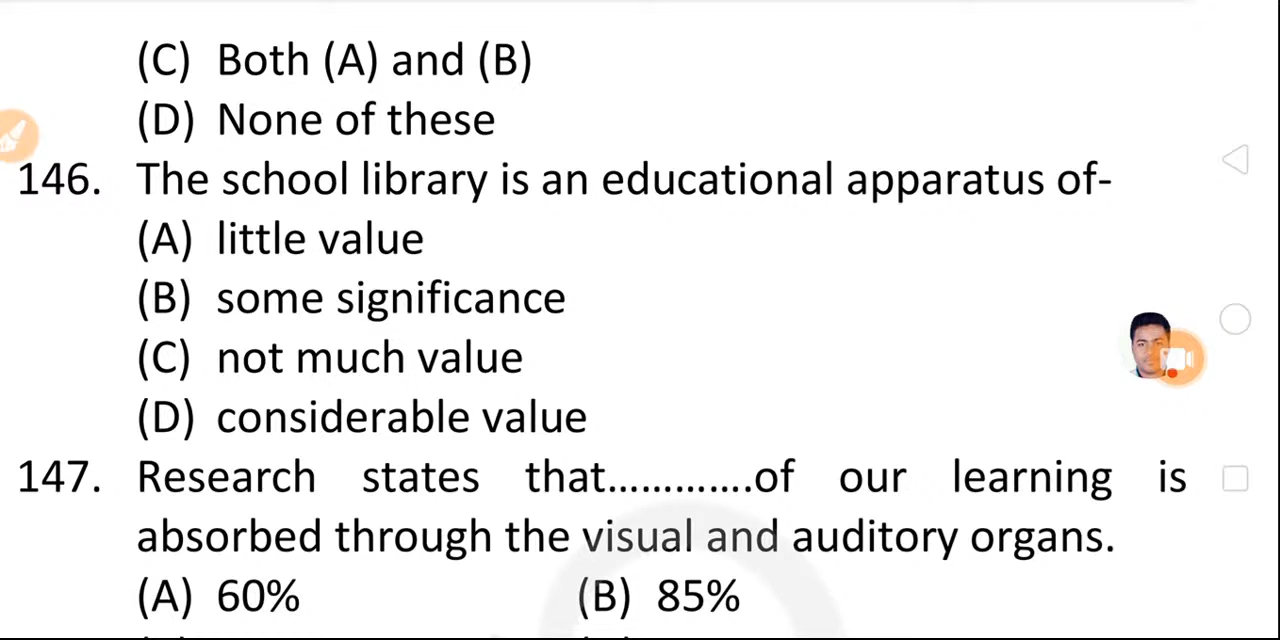 (C) Both (A) and (B)
(D) None of these
146. The school library is an educational apparatus of-
(A) little value
(B) some significance
(C) not much value
(D) considerable value
147. Research states that.............of our learning is
absorbed through the visual and auditory organs.
(A) 60% (B) 85%